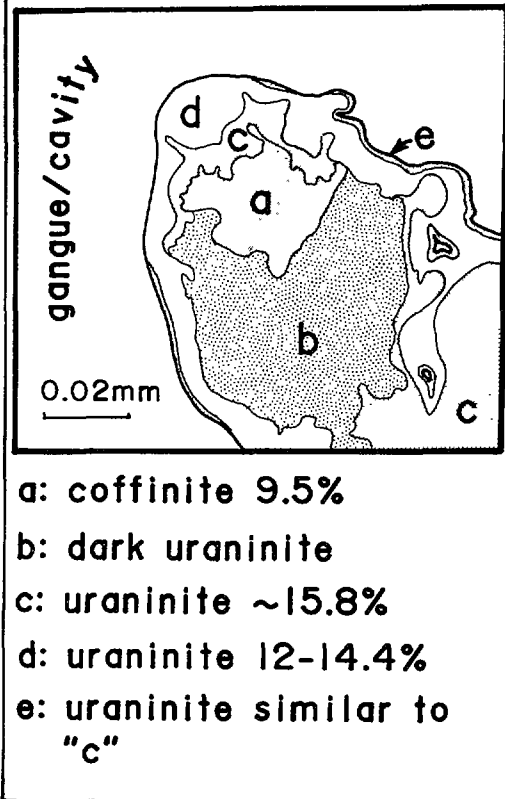 gangue/cavity
d
c
e
a
b
0.02mm
c
a: coffinite 9.5%
b: dark uraninite
c: uraninite ~15.8%
d: uraninite 12-14.4%
e: uraninite similar to
"c"